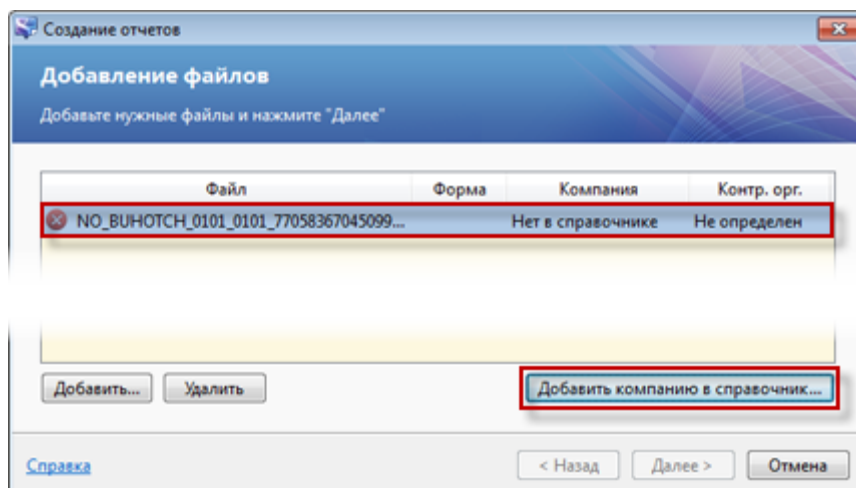 Создание отчетов
Добавление файлов
Добавьте нужные файлы и нажмите "Далее"
Файл Форма Компания Контр. орг.
NO_BUHOTCH_0101_0101_77058367045099... Нет в справочнике Не определен
Добавить... Удалить Добавить компанию в справочник...
Справка < Назад Далее > Отмена